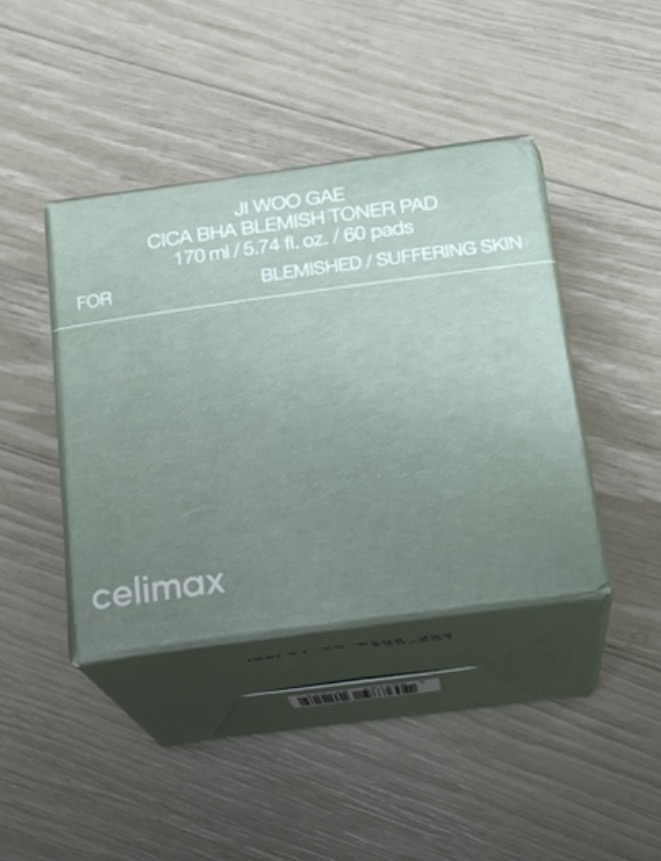 JI WOO GAE
CICA BHA BLEMISH TONER PAD
170 ml / 5.74 fl. oz. / 60 pads
FOR BLEMISHED / SUFFERING SKIN
celimax